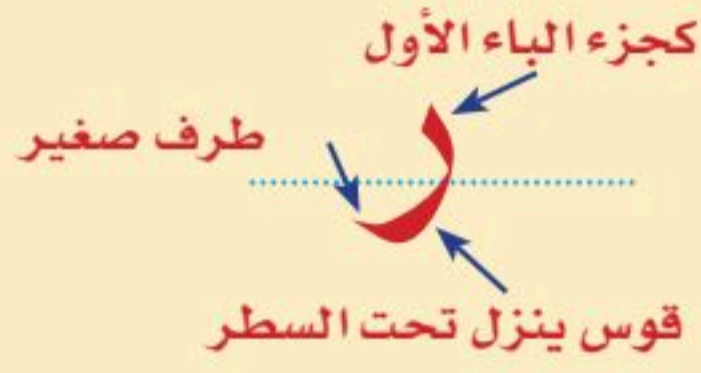 كجزء الباء الأول
طرف صغير
قوس ينزل تحت السطر